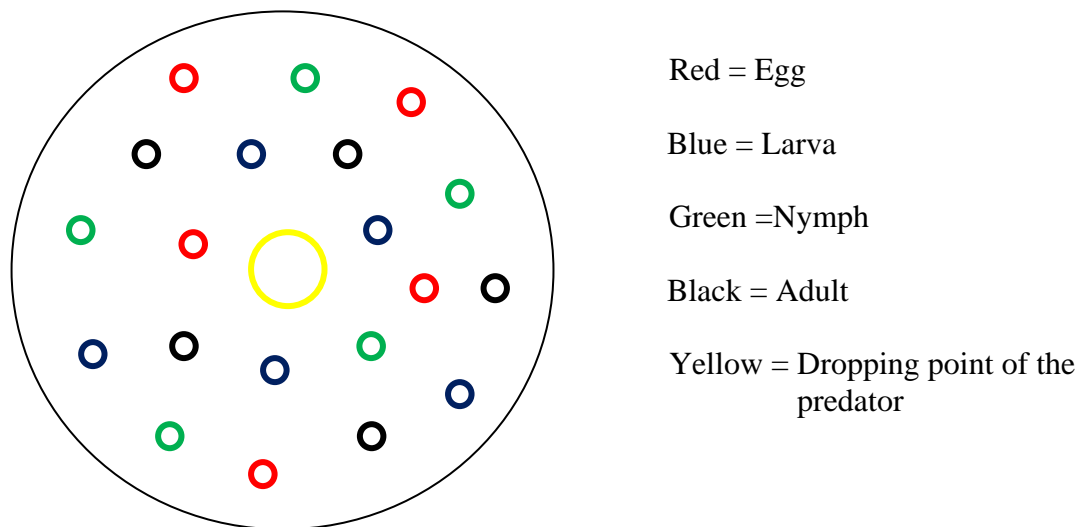 Red = Egg
Blue = Larva
Green =Nymph
Black = Adult
Yellow = Dropping point of the
predator